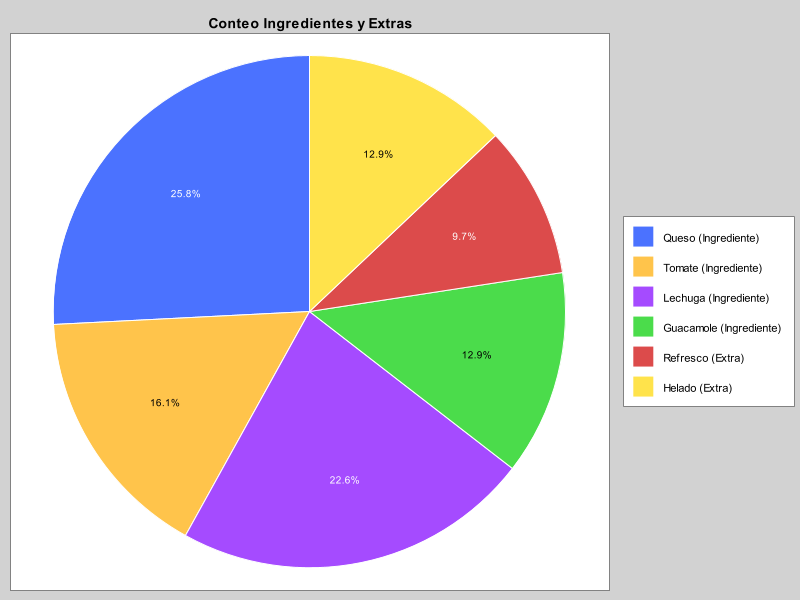 Conteo Ingredientes y Extras
12.9%
25.8%
9.7%
12.9%
16.1%
22.6%
Queso (Ingrediente)
Tomate (Ingrediente)
Lechuga (Ingrediente)
Guacamole (Ingrediente)
Refresco (Extra)
Helado (Extra)